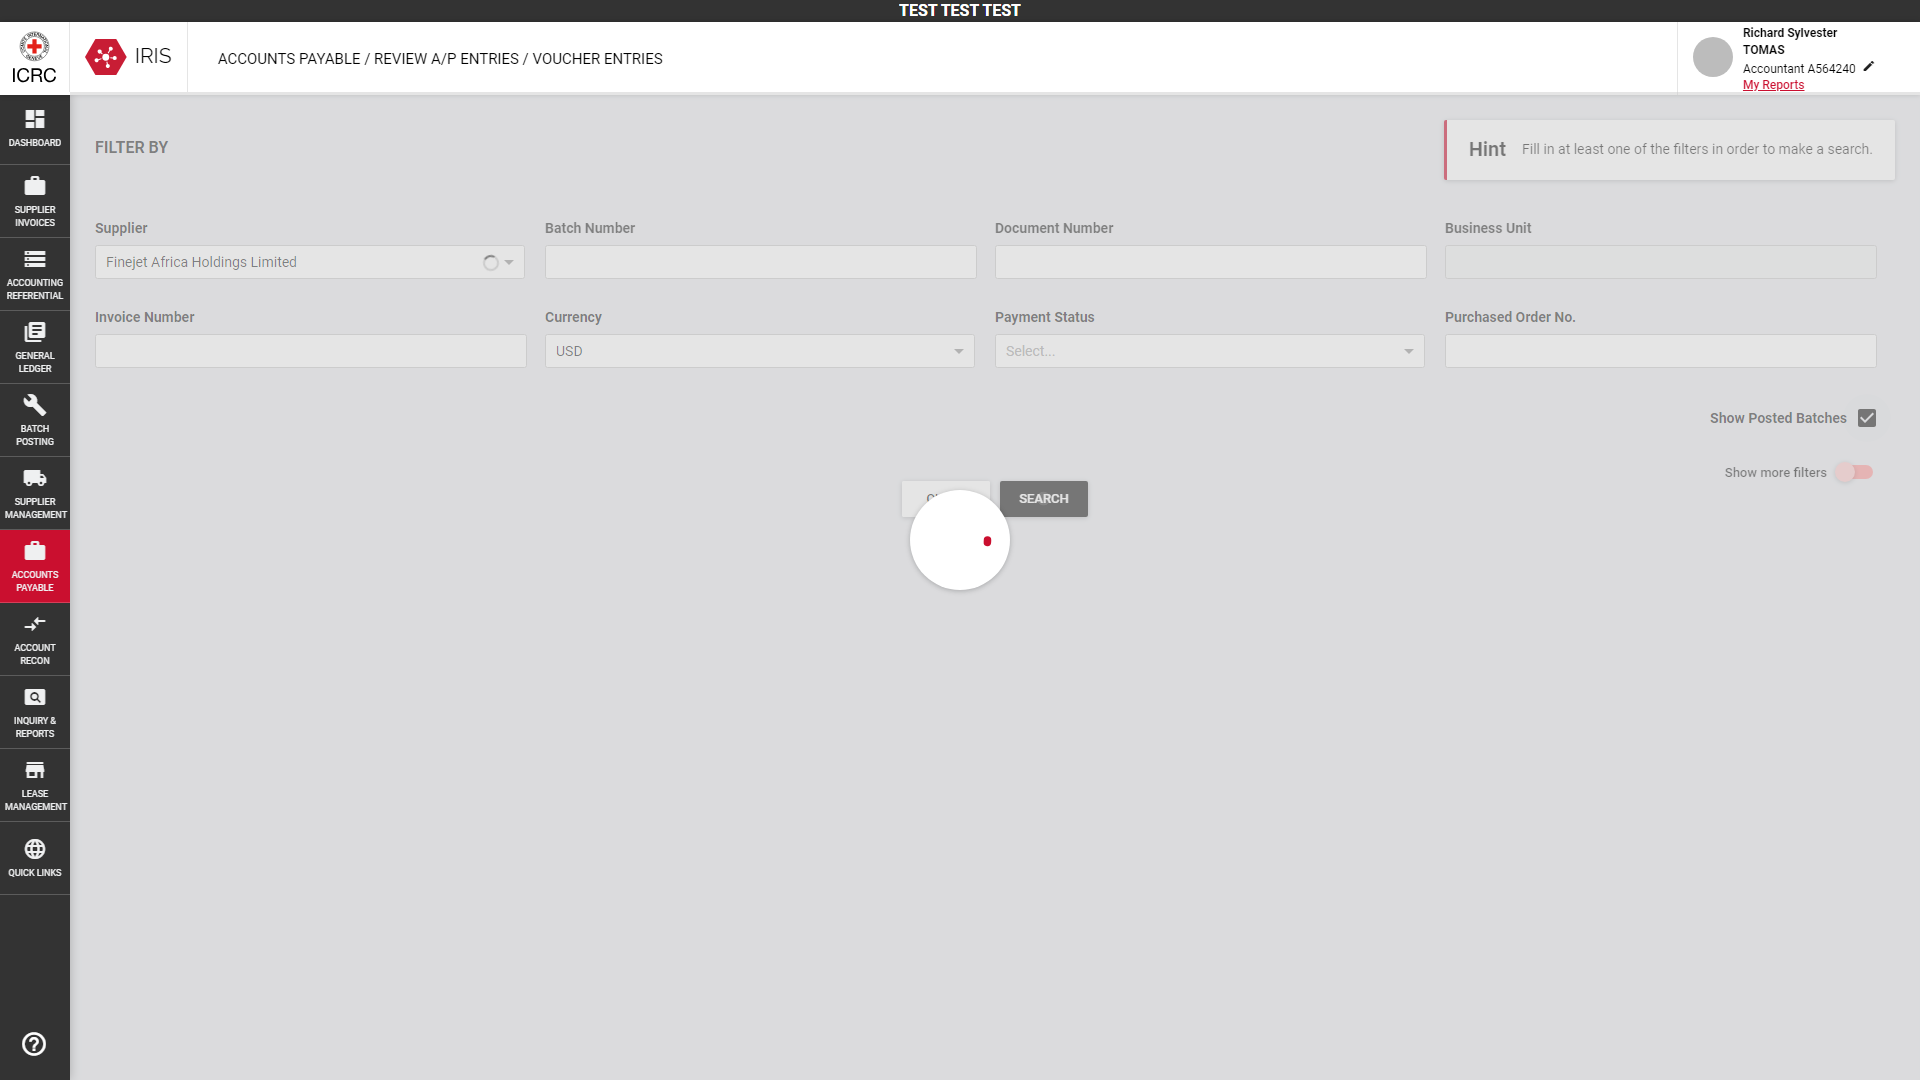 TEST TEST TEST
ICRC
IRIS
ACCOUNTS PAYABLE / REVIEW A/P ENTRIES / VOUCHER ENTRIES
Richard Sylvester
TOMAS
Accountant A564240
My Reports
DASHBOARD
SUPPLIER
INVOICES
ACCOUNTING
REFERENTIAL
GENERAL
LEDGER
BATCH
POSTING
SUPPLIER
MANAGEMENT
ACCOUNTS
PAYABLE
ACCOUNT
RECON
INQUIRY &
REPORTS
LEASE
MANAGEMENT
QUICK LINKS
FILTER BY
Hint Fill in at least one of the filters in order to make a search.
Supplier Batch Number Document Number Business Unit
Finejet Africa Holdings Limited
Invoice Number Currency Payment Status Purchased Order No.
USD Select...
Show Posted Batches
Show more filters
SEARCH